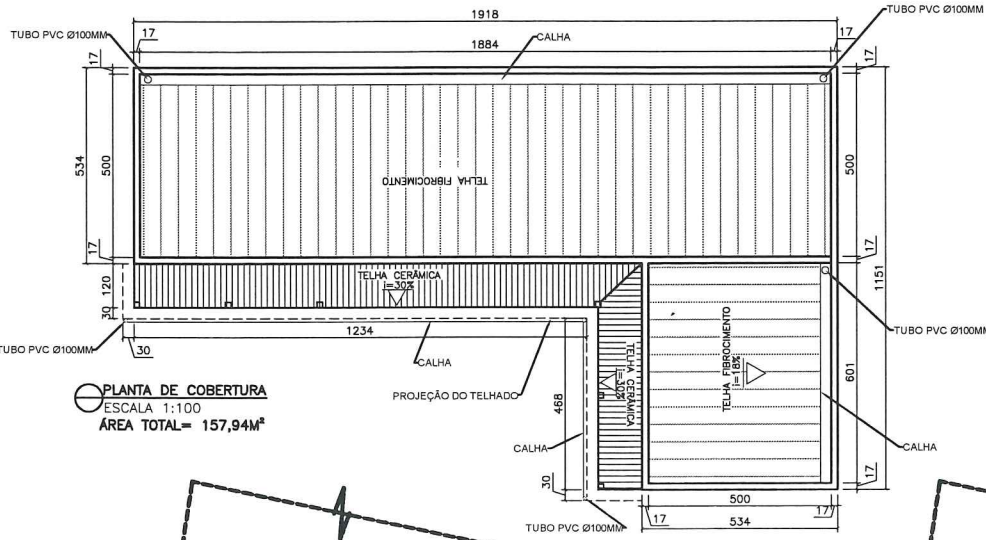 1918
TUBO PVC Ø100MM
TUBO PVC Ø100MM
17
1884
CALHA
17
17
17
534
500
500
TELHA FIBROCIMENTO
17
17
TELHA CERÂMICA
i=30%
120
30
1151
TUBO PVC Ø100MM
TUBO PVC Ø100MM
1234
30
CALHA
TELHA CERÂMICA
i=30%
TELHA FIBROCIMENTO
i=18%
601
PLANTA DE COBERTURA
ESCALA 1:100
ÁREA TOTAL= 157,94M²
PROJEÇÃO DO TELHADO
468
CALHA
CALHA
30
17
500
17
17
534
TUBO PVC Ø100MM